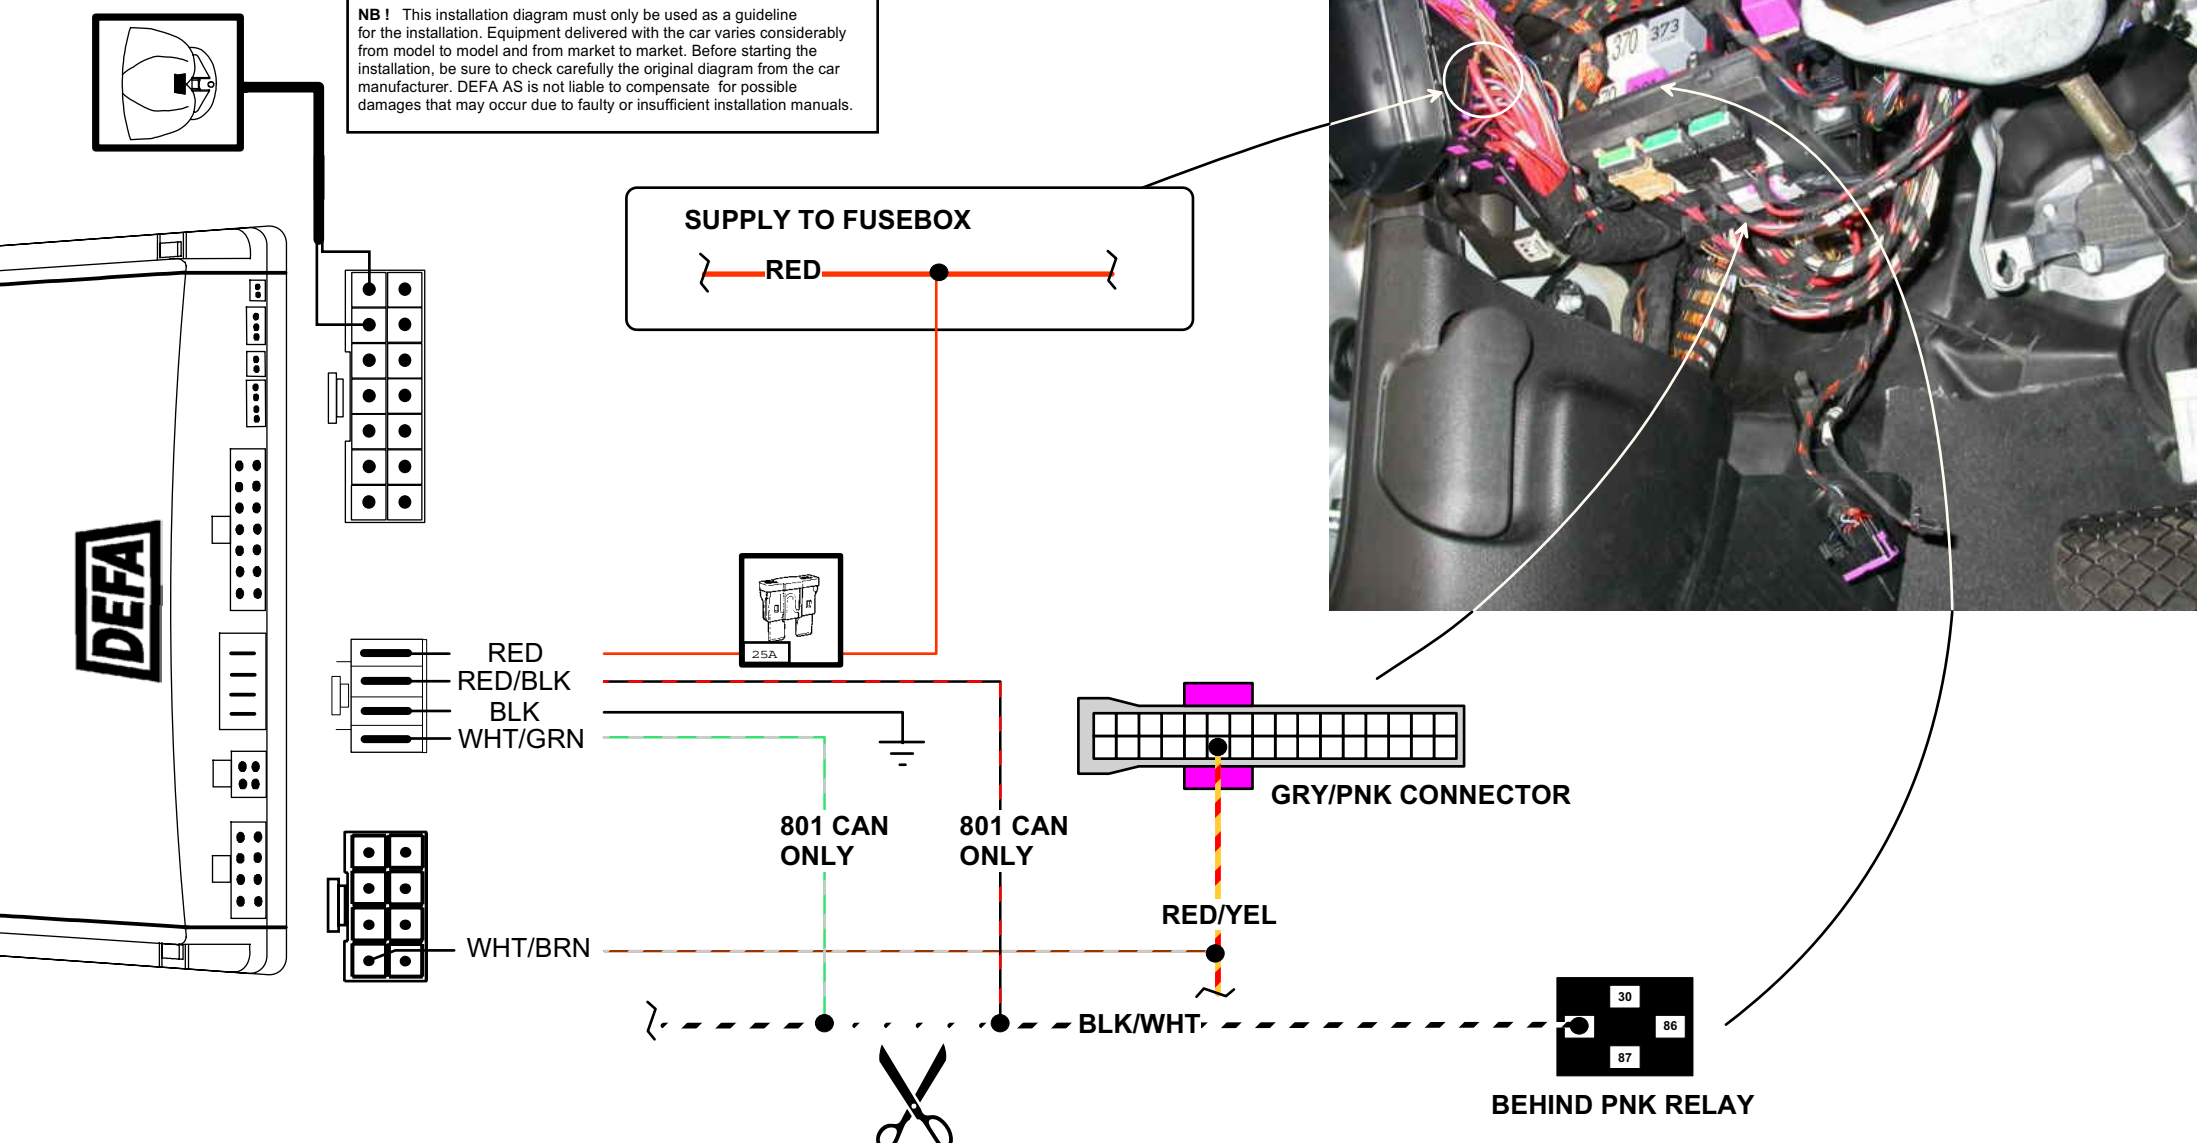 NB ! This installation diagram must only be used as a guideline
for the installation. Equipment delivered with the car varies considerably
from model to model and from market to market. Before starting the
installation, be sure to check carefully the original diagram from the car
manufacturer. DEFA AS is not liable to compensate for possible
damages that may occur due to faulty or insufficient installation manuals.
370
373
SUPPLY TO FUSEBOX
RED
DEFA
25A
RED
RED/BLK
BLK
WHT/GRN
GRY/PNK CONNECTOR
801 CAN
ONLY
801 CAN
ONLY
RED/YEL
WHT/BRN
BLK/WHT
30
86
87
BEHIND PNK RELAY